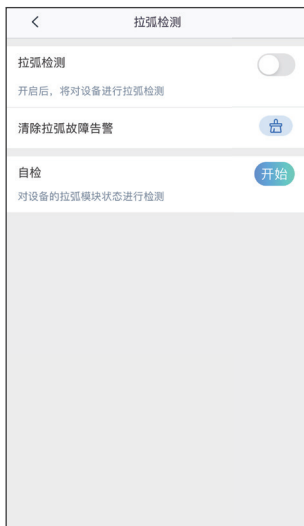 拉弧检测
拉弧检测
开启后，将对设备进行拉弧检测
清除拉弧故障告警
自检
开始
对设备的拉弧模块状态进行检测